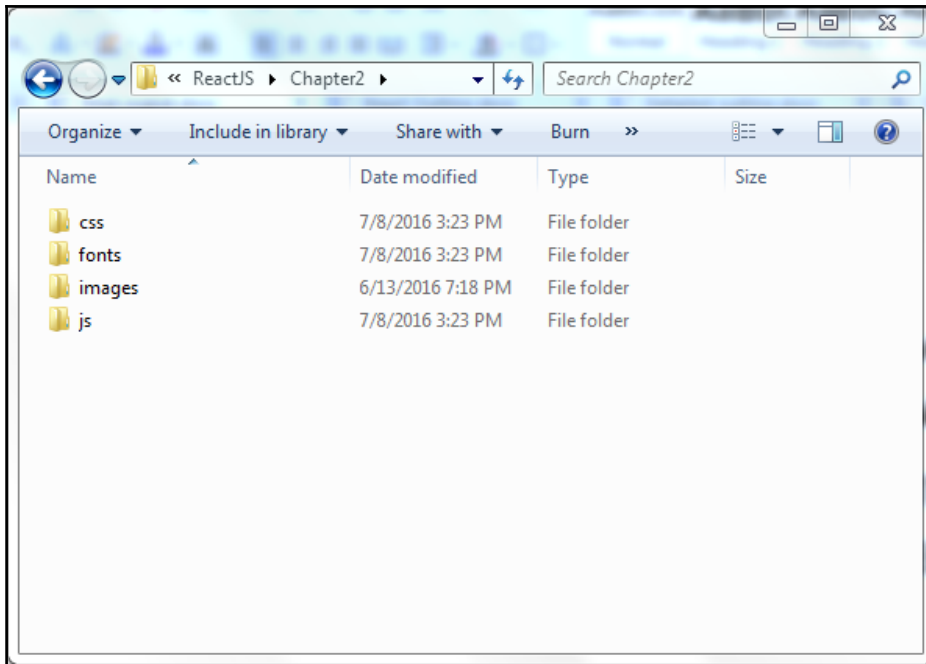 « ReactJS ▸ Chapter2 ▸ Search Chapter2
Organize Include in library Share with Burn »
Name Date modified Type Size
css 7/8/2016 3:23 PM File folder
fonts 7/8/2016 3:23 PM File folder
images 6/13/2016 7:18 PM File folder
js 7/8/2016 3:23 PM File folder